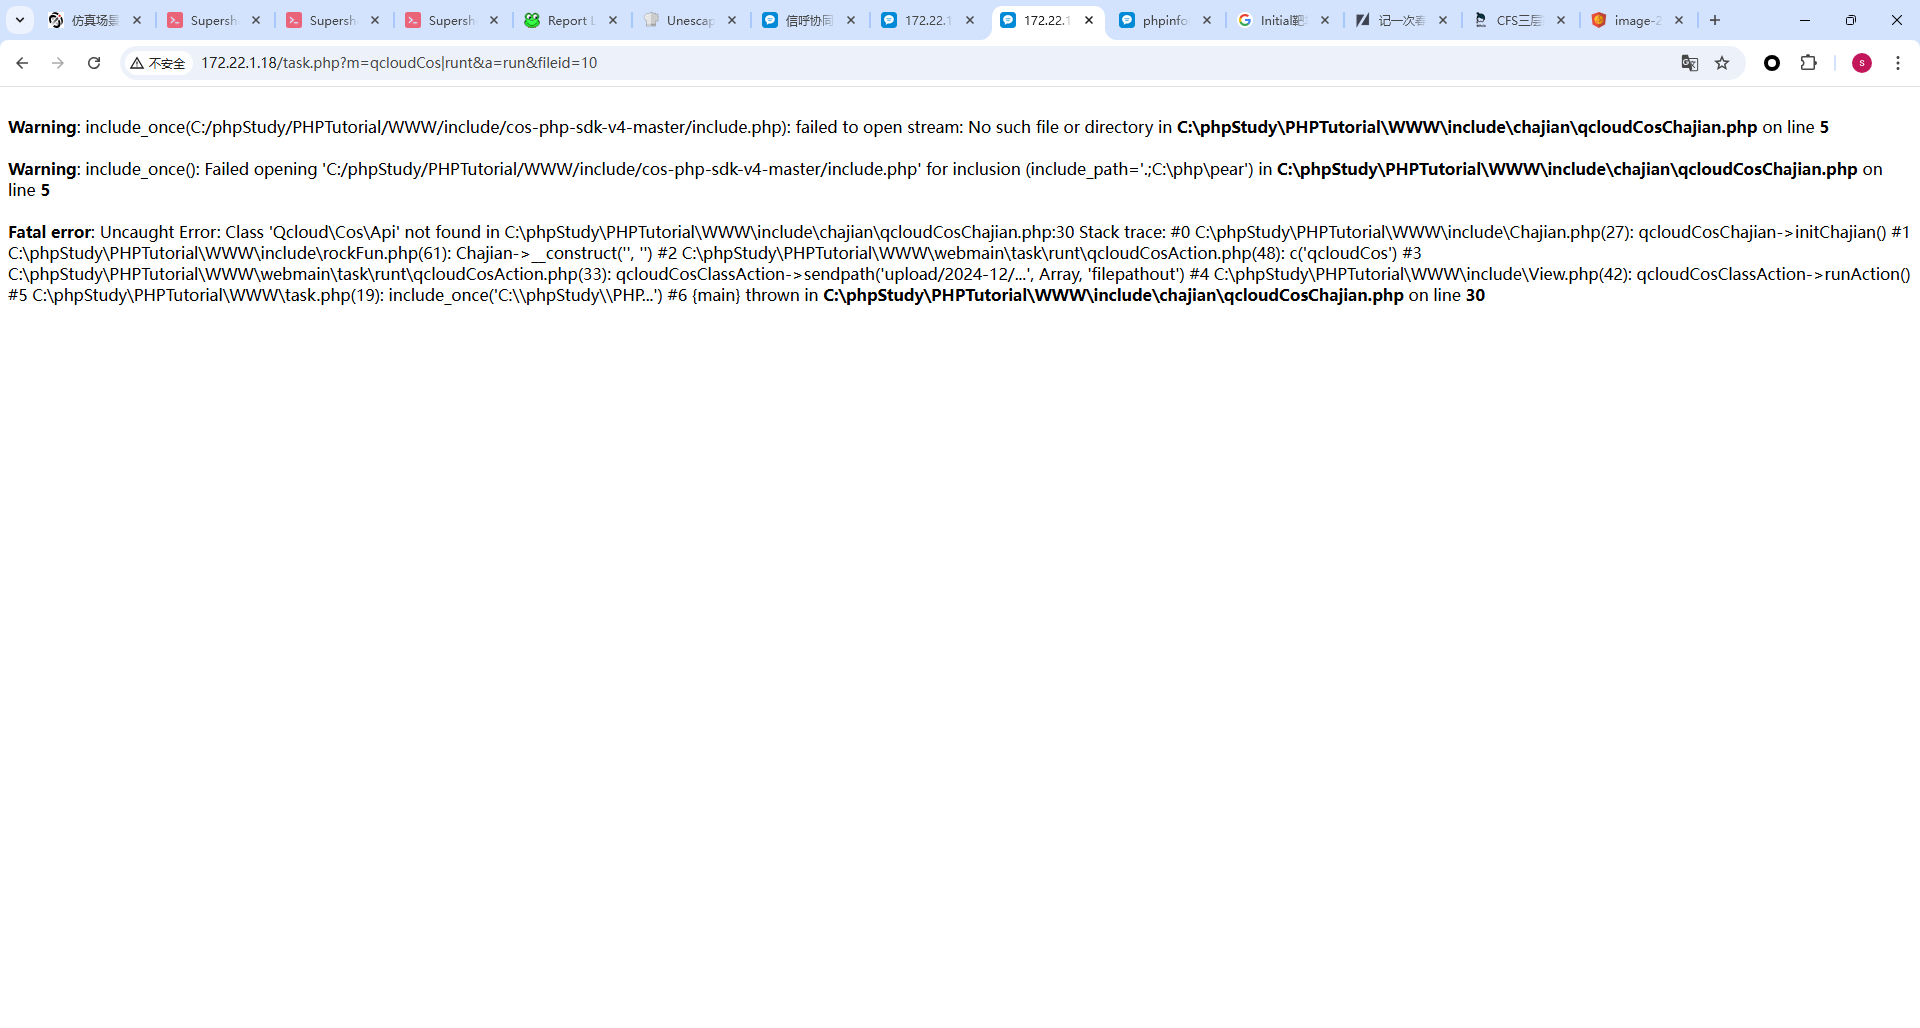 仿真场景
Supersh
Supersh
Supersh
Report L
Unescap
信呼协同
172.22.1
172.22.1
phpinfo
Initial靶
记一次春
CFS三层
image-2
不安全
172.22.1.18/task.php?m=qcloudCos|runt&a=run&fileid=10
S
Warning: include_once(C:/phpStudy/PHPTutorial/WWW/include/cos-php-sdk-v4-master/include.php): failed to open stream: No such file or directory in C:\phpStudy\PHPTutorial\WWW\include\chajian\qcloudCosChajian.php on line 5
Warning: include_once(): Failed opening 'C:/phpStudy/PHPTutorial/WWW/include/cos-php-sdk-v4-master/include.php' for inclusion (include_path='.;C:\php\pear') in C:\phpStudy\PHPTutorial\WWW\include\chajian\qcloudCosChajian.php on
line 5
Fatal error: Uncaught Error: Class 'Qcloud\Cos\Api' not found in C:\phpStudy\PHPTutorial\WWW\include\chajian\qcloudCosChajian.php:30 Stack trace: #0 C:\phpStudy\PHPTutorial\WWW\include\Chajian.php(27): qcloudCosChajian->initChajian() #1
C:\phpStudy\PHPTutorial\WWW\include\rockFun.php(61): Chajian->__construct('', '') #2 C:\phpStudy\PHPTutorial\WWW\webmain\task\runt\qcloudCosAction.php(48): c('qcloudCos') #3
C:\phpStudy\PHPTutorial\WWW\webmain\task\runt\qcloudCosAction.php(33): qcloudCosClassAction->sendpath('upload/2024-12/...', Array, 'filepathout') #4 C:\phpStudy\PHPTutorial\WWW\include\View.php(42): qcloudCosClassAction->runAction()
#5 C:\phpStudy\PHPTutorial\WWW\task.php(19): include_once('C:\\phpStudy\\PHP...') #6 {main} thrown in C:\phpStudy\PHPTutorial\WWW\include\chajian\qcloudCosChajian.php on line 30